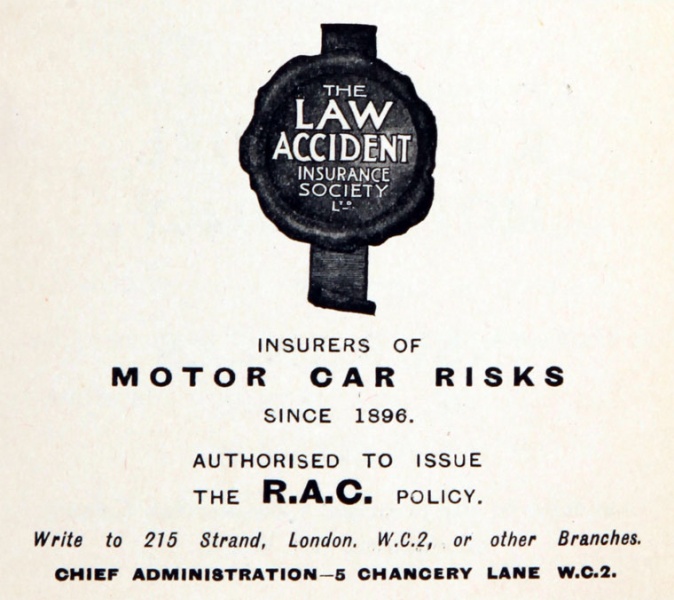 THE
LAW
ACCIDENT
INSURANCE
SOCIETY
LTD
INSURERS OF
MOTOR CAR RISKS
SINCE 1896.
AUTHORISED TO ISSUE
THE R.A.C. POLICY.
Write to 215 Strand, London. W.C.2, or other Branches.
CHIEF ADMINISTRATION—5 CHANCERY LANE W.C.2.